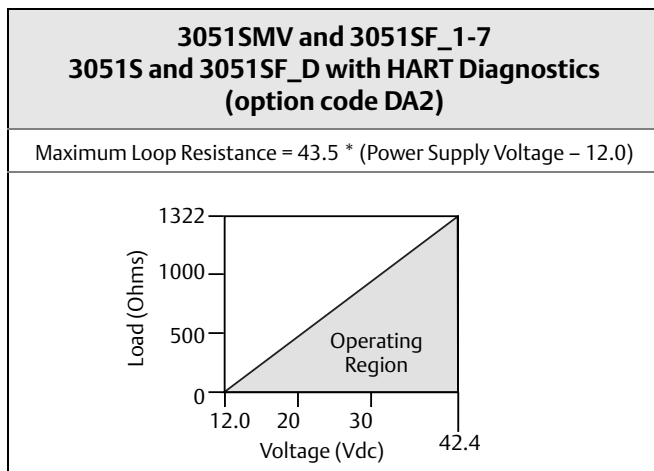 3051SMV and 3051SF_1-7
3051S and 3051SF_D with HART Diagnostics
(option code DA2)
Maximum Loop Resistance = 43.5 * (Power Supply Voltage – 12.0)
Load (Ohms)
1322
1000
500
0
Operating
Region
12.0 20 30 42.4
Voltage (Vdc)